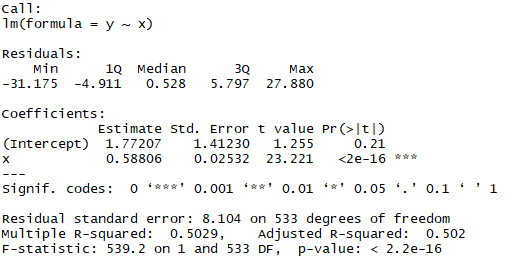 Call:
lm(formula = y ~ x)
Residuals:
    Min      1Q  Median      3Q     Max
-31.175  -4.911   0.528   5.797  27.880
Coefficients:
            Estimate Std. Error t value Pr(>|t|)
(Intercept)  1.77207    1.41230   1.255     0.21
x            0.58806    0.02532  23.221   <2e-16 ***
---
Signif. codes:  0 ‘***’ 0.001 ‘**’ 0.01 ‘*’ 0.05 ‘.’ 0.1 ‘ ’ 1
Residual standard error: 8.104 on 533 degrees of freedom
Multiple R-squared:  0.5029,    Adjusted R-squared:  0.502
F-statistic: 539.2 on 1 and 533 DF,  p-value: < 2.2e-16